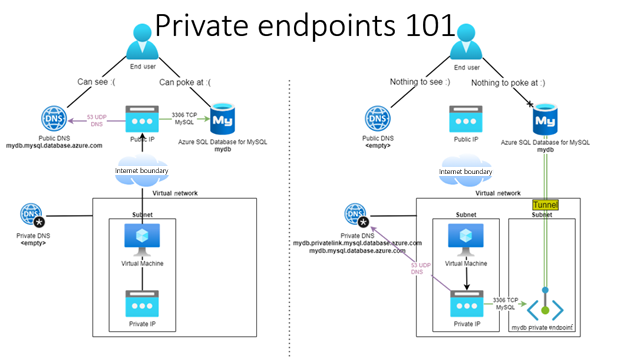 Private endpoints 101
End user
Can see :(
Can poke at :)
53 UDP
DNS
3306 TCP
MySQL
Public DNS
mydb.mysql.database.azure.com
Public IP
Azure SQL Database for MySQL
mydb
Internet boundary
Virtual network
Private DNS
<empty>
Subnet
Virtual Machine
Private IP
End user
Nothing to see :)
Nothing to poke at :)
Public DNS
<empty>
Public IP
Azure SQL Database for MySQL
mydb
Internet boundary
Virtual network
Tunnel
Private DNS
mydb.privatelink.mysql.database.azure.com
mydb.mysql.database.azure.com
53 UDP
DNS
Subnet
Virtual Machine
Private IP
3306 TCP
MySQL
Subnet
mydb private endpoint